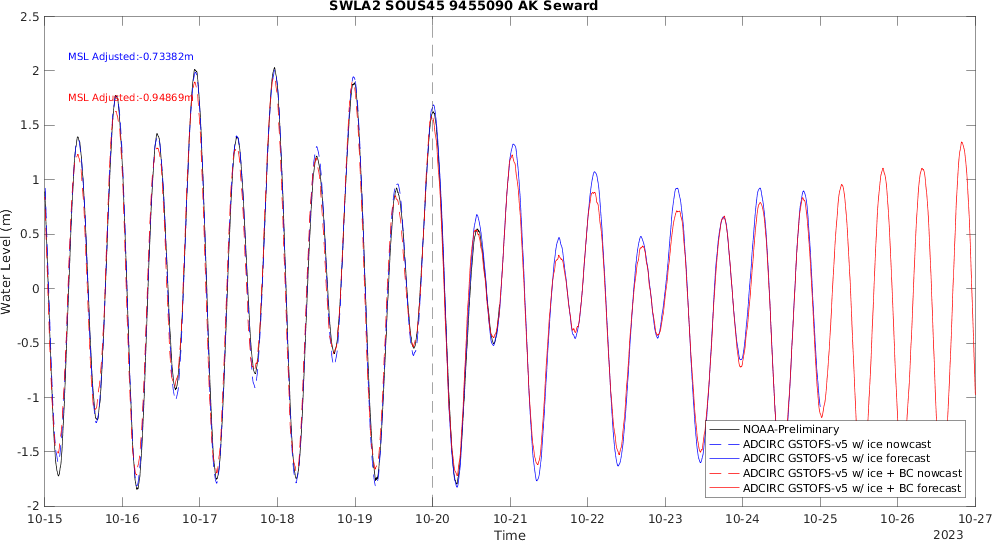 SWLA2 SOUS45 9455090 AK Seward
MSL Adjusted:-0.73382m
MSL Adjusted:-0.94869m
2.5
2
1.5
1
0.5
0
-0.5
-1
-1.5
-2
Water Level (m)
NOAA-Preliminary
ADCIRC GSTOFS-v5 w/ ice nowcast
ADCIRC GSTOFS-v5 w/ ice forecast
ADCIRC GSTOFS-v5 w/ ice + BC nowcast
ADCIRC GSTOFS-v5 w/ ice + BC forecast
10-15 10-16 10-17 10-18 10-19 10-20 10-21 10-22 10-23 10-24 10-25 10-26 10-27
Time
2023